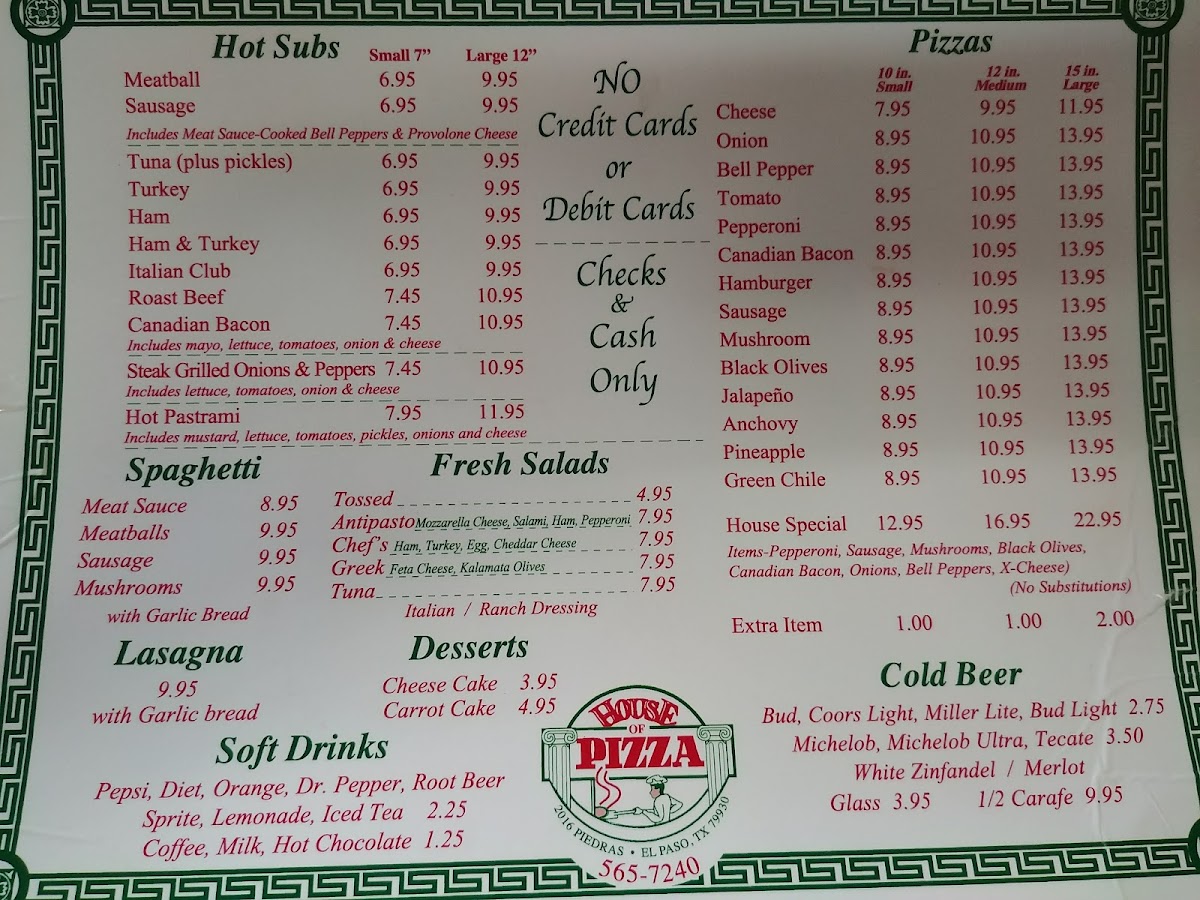 Hot Subs Small 7” Large 12”
Meatball 6.95 9.95
Sausage 6.95 9.95
Includes Meat Sauce-Cooked Bell Peppers & Provolone Cheese
Tuna (plus pickles) 6.95 9.95
Turkey 6.95 9.95
Ham 6.95 9.95
Ham & Turkey 6.95 9.95
Italian Club 6.95 9.95
Roast Beef 7.45 10.95
Canadian Bacon 7.45 10.95
Includes mayo, lettuce, tomatoes, onion & cheese
Steak Grilled Onions & Peppers 7.45 10.95
Includes lettuce, tomatoes, onion & cheese
Hot Pastrami 7.95 11.95
Includes mustard, lettuce, tomatoes, pickles, onions and cheese
NO
Credit Cards
or
Debit Cards
Checks
&
Cash
Only
Spaghetti
Meat Sauce 8.95
Meatballs 9.95
Sausage 9.95
Mushrooms 9.95
with Garlic Bread
Fresh Salads
Tossed 4.95
Antipasto Mozzarella Cheese, Salami, Ham, Pepperoni 7.95
Chef’s Ham, Turkey, Egg, Cheddar Cheese 7.95
Greek Feta Cheese, Kalamata Olives 7.95
Tuna 7.95
Italian / Ranch Dressing
Lasagna
9.95
with Garlic bread
Desserts
Cheese Cake 3.95
Carrot Cake 4.95
Soft Drinks
Pepsi, Diet, Orange, Dr. Pepper, Root Beer
Sprite, Lemonade, Iced Tea 2.25
Coffee, Milk, Hot Chocolate 1.25
HOUSE
OF
PIZZA
2016 PIEDRAS • EL PASO, TX 79930
565-7240
Pizzas
10 in. 12 in. 15 in.
Small Medium Large
Cheese 7.95 9.95 11.95
Onion 8.95 10.95 13.95
Bell Pepper 8.95 10.95 13.95
Tomato 8.95 10.95 13.95
Pepperoni 8.95 10.95 13.95
Canadian Bacon 8.95 10.95 13.95
Hamburger 8.95 10.95 13.95
Sausage 8.95 10.95 13.95
Mushroom 8.95 10.95 13.95
Black Olives 8.95 10.95 13.95
Jalapeño 8.95 10.95 13.95
Anchovy 8.95 10.95 13.95
Pineapple 8.95 10.95 13.95
Green Chile 8.95 10.95 13.95
House Special 12.95 16.95 22.95
Items-Pepperoni, Sausage, Mushrooms, Black Olives,
Canadian Bacon, Onions, Bell Peppers, X-Cheese)
(No Substitutions)
Extra Item 1.00 1.00 2.00
Cold Beer
Bud, Coors Light, Miller Lite, Bud Light 2.75
Michelob, Michelob Ultra, Tecate 3.50
White Zinfandel / Merlot
Glass 3.95 1/2 Carafe 9.95